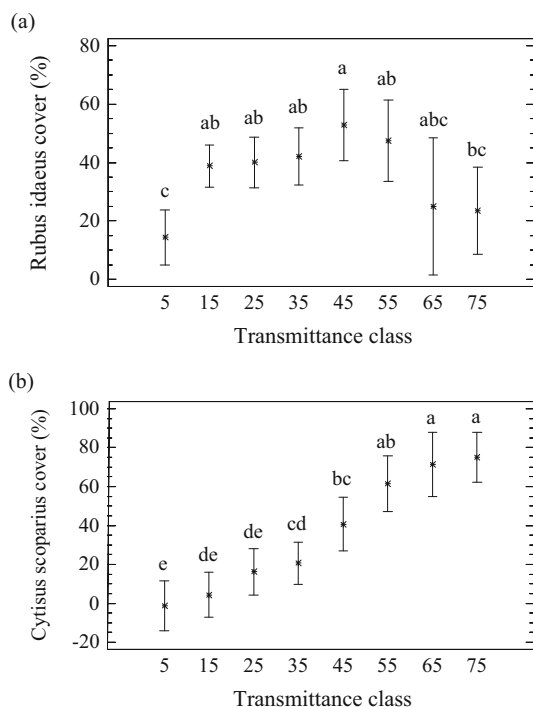 (a)
Rubus idaeus cover (%)
80
60
40
20
0
c
ab
ab
ab
a
ab
abc
bc
5 15 25 35 45 55 65 75
Transmittance class
(b)
Cytisus scoparius cover (%)
100
80
60
40
20
0
-20
e
de
de
cd
bc
ab
a
a
5 15 25 35 45 55 65 75
Transmittance class